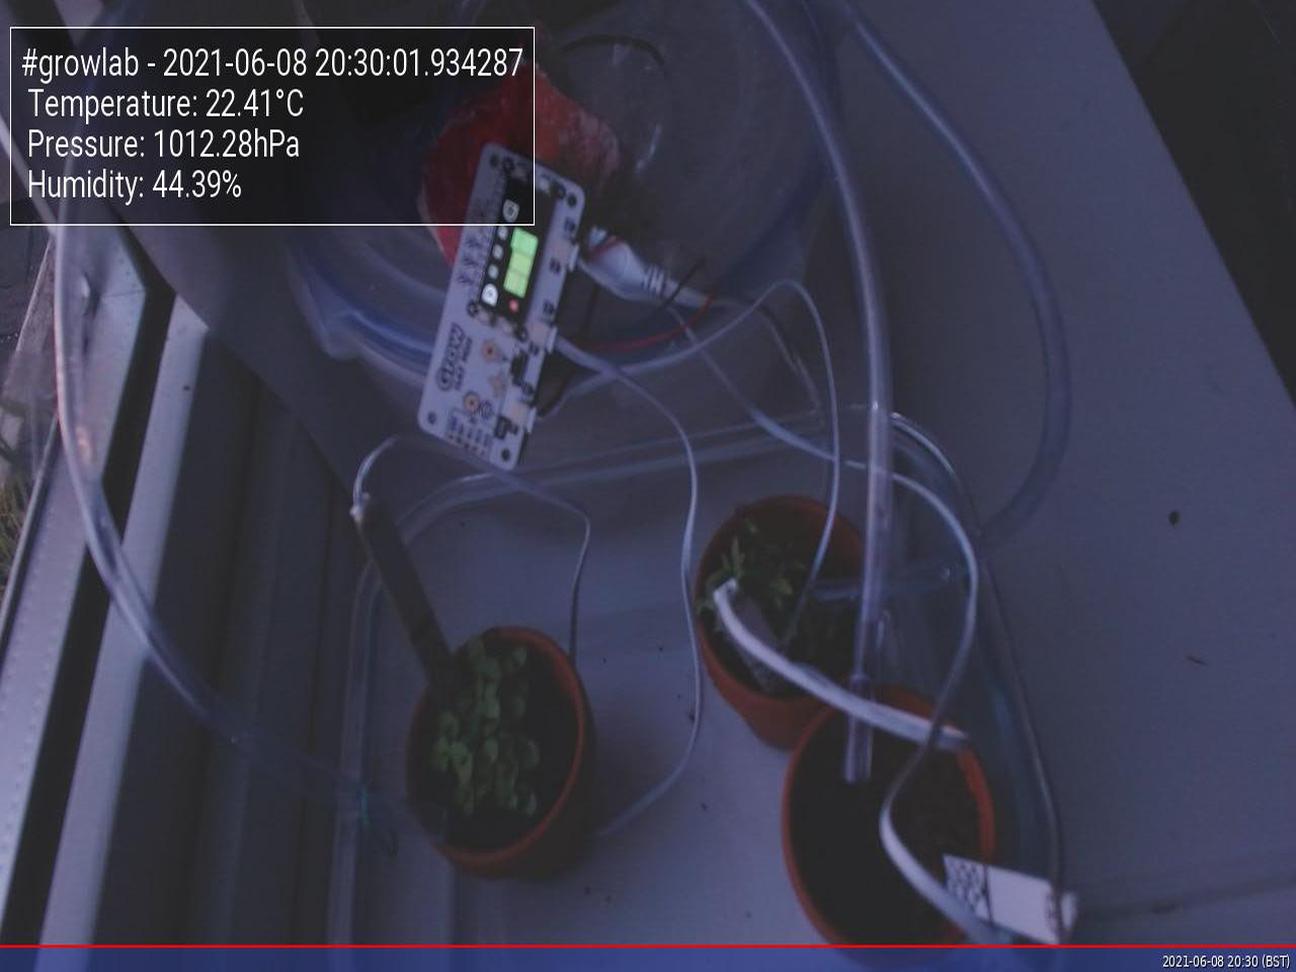 #growlab - 2021-06-08 20:30:01.934287
Temperature: 22.41°C
Pressure: 1012.28hPa
Humidity: 44.39%
Grow
2021-06-08 20:30 (BST)